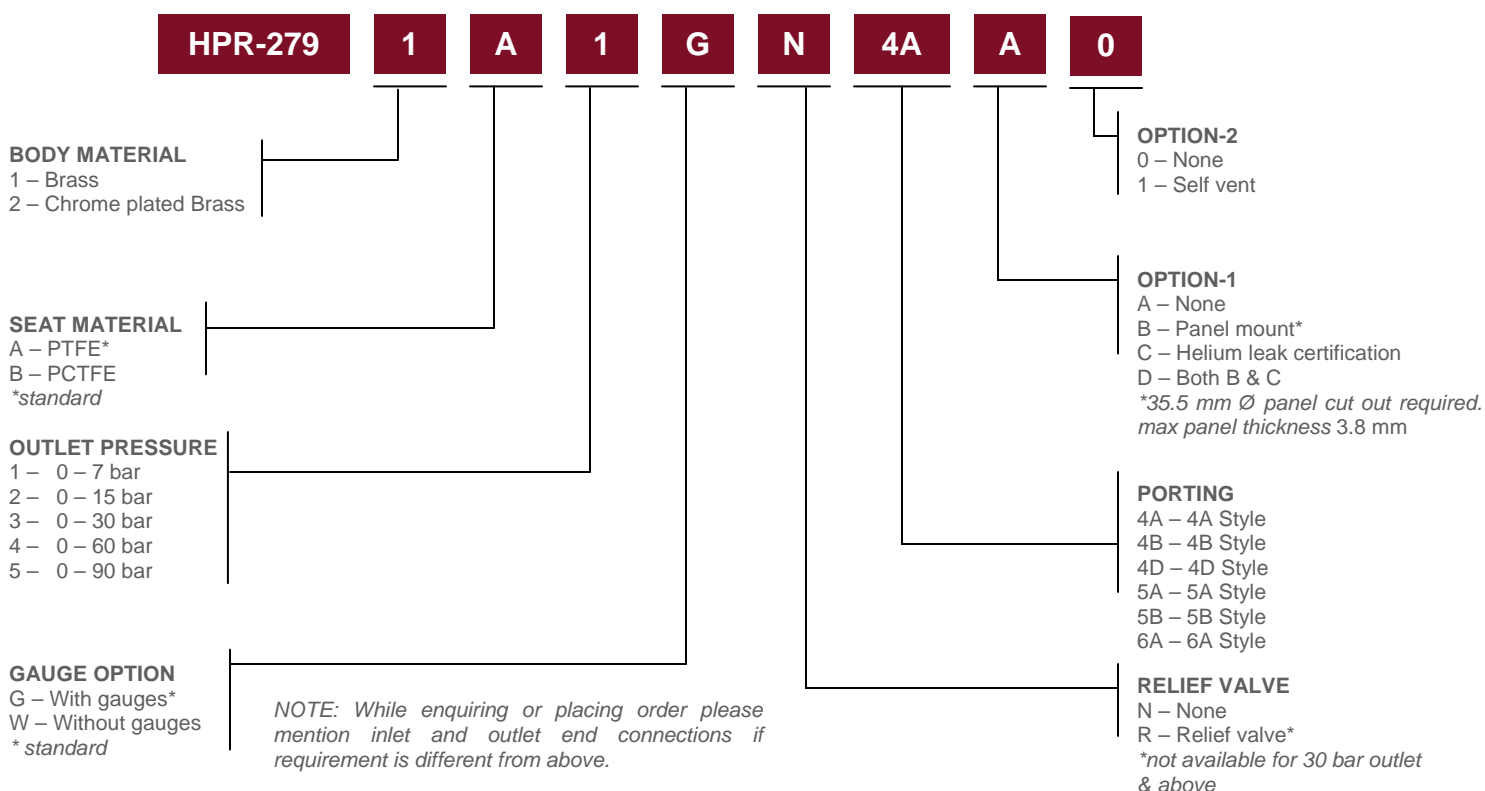 HPR-279 1 A 1 G N 4A A 0
BODY MATERIAL
1 – Brass
2 – Chrome plated Brass
SEAT MATERIAL
A – PTFE*
B – PCTFE
*standard
OUTLET PRESSURE
1 – 0 – 7 bar
2 – 0 – 15 bar
3 – 0 – 30 bar
4 – 0 – 60 bar
5 – 0 – 90 bar
GAUGE OPTION
G – With gauges*
W – Without gauges
* standard
NOTE: While enquiring or placing order please
mention inlet and outlet end connections if
requirement is different from above.
OPTION-2
0 – None
1 – Self vent
OPTION-1
A – None
B – Panel mount*
C – Helium leak certification
D – Both B & C
*35.5 mm Ø panel cut out required.
max panel thickness 3.8 mm
PORTING
4A – 4A Style
4B – 4B Style
4D – 4D Style
5A – 5A Style
5B – 5B Style
6A – 6A Style
RELIEF VALVE
N – None
R – Relief valve*
*not available for 30 bar outlet
& above